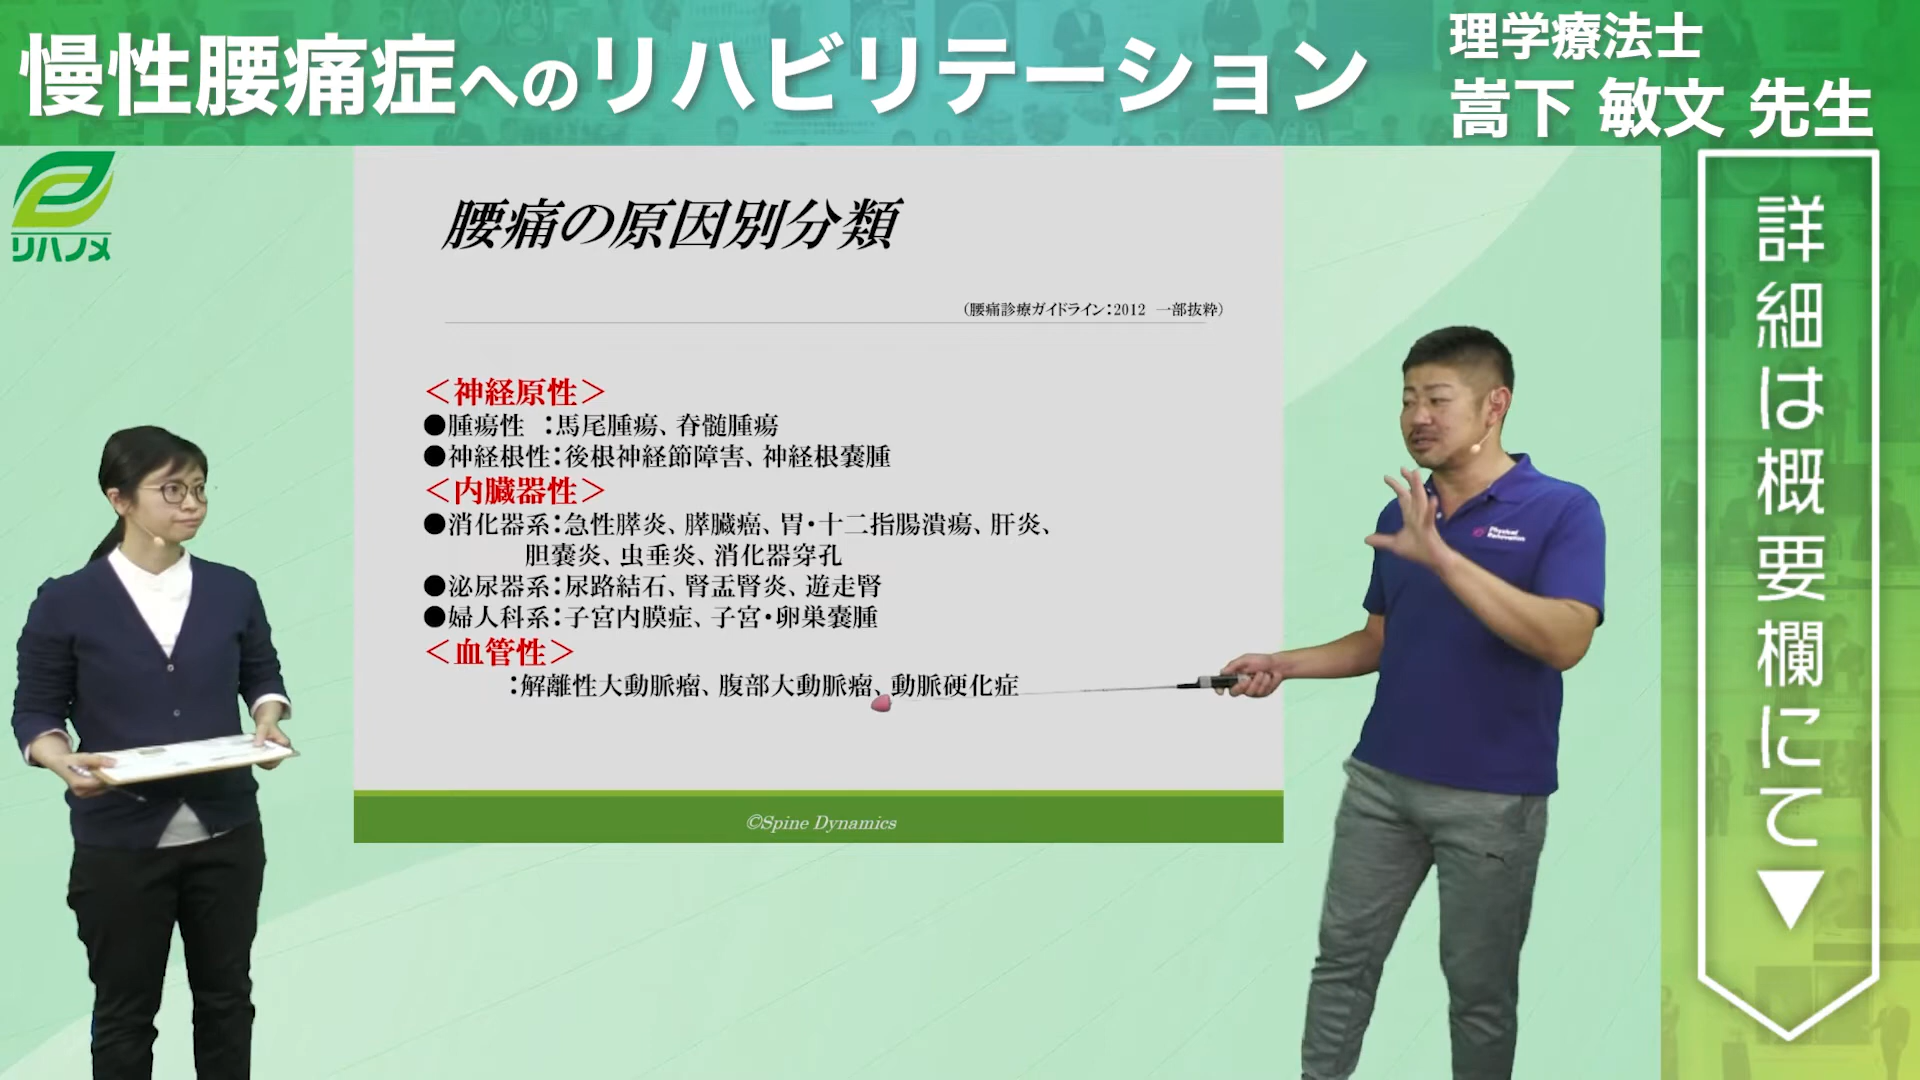 慢性腰痛症へのリハビリテーション
理学療法士
嵩下 敏文 先生
リハノメ
腰痛の原因別分類
（腰痛診療ガイドライン：2012 一部抜粋）
＜神経原性＞
●腫瘍性 ：馬尾腫瘍、脊髄腫瘍
●神経根性：後根神経節障害、神経根嚢腫
＜内臓器性＞
●消化器系：急性膵炎、膵臓癌、胃・十二指腸潰瘍、肝炎、
胆嚢炎、虫垂炎、消化器穿孔
●泌尿器系：尿路結石、腎盂腎炎、遊走腎
●婦人科系：子宮内膜症、子宮・卵巣嚢腫
＜血管性＞
：解離性大動脈瘤、腹部大動脈瘤、動脈硬化症
©Spine Dynamics
Physical
詳細は概要欄にて▼